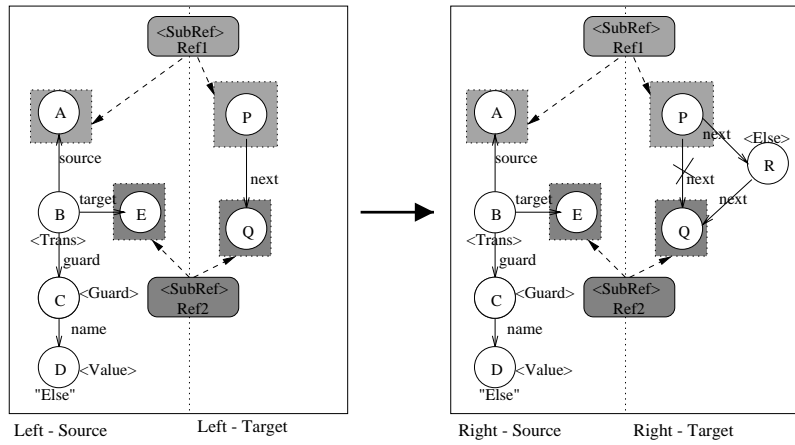 <SubRef>
Ref1
A
P
source
next
target
B
E
Q
<Trans>
guard
<SubRef>
Ref2
C
<Guard>
name
D
<Value>
"Else"
Left - Source
Left - Target
<SubRef>
Ref1
A
P
next
<Else>
R
source
next
target
next
B
E
Q
<Trans>
guard
<SubRef>
Ref2
C
<Guard>
name
D
<Value>
"Else"
Right - Source
Right - Target